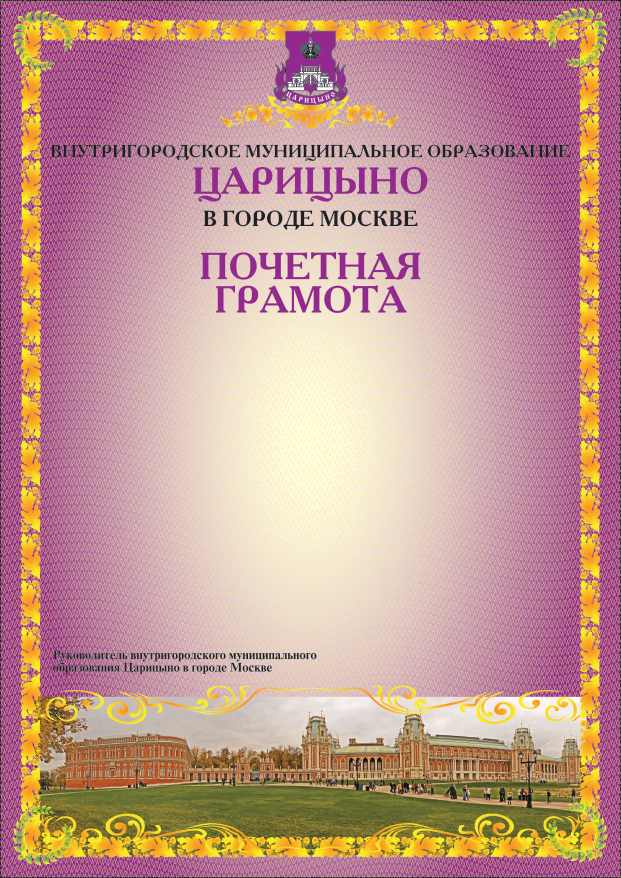 ЦАРИЦЫНО
ВНУТРИГОРОДСКОЕ МУНИЦИПАЛЬНОЕ ОБРАЗОВАНИЕ
ЦАРИЦЫНО
В ГОРОДЕ МОСКВЕ
ПОЧЕТНАЯ
ГРАМОТА
Руководитель внутригородского муниципального
образования Царицыно в городе Москве